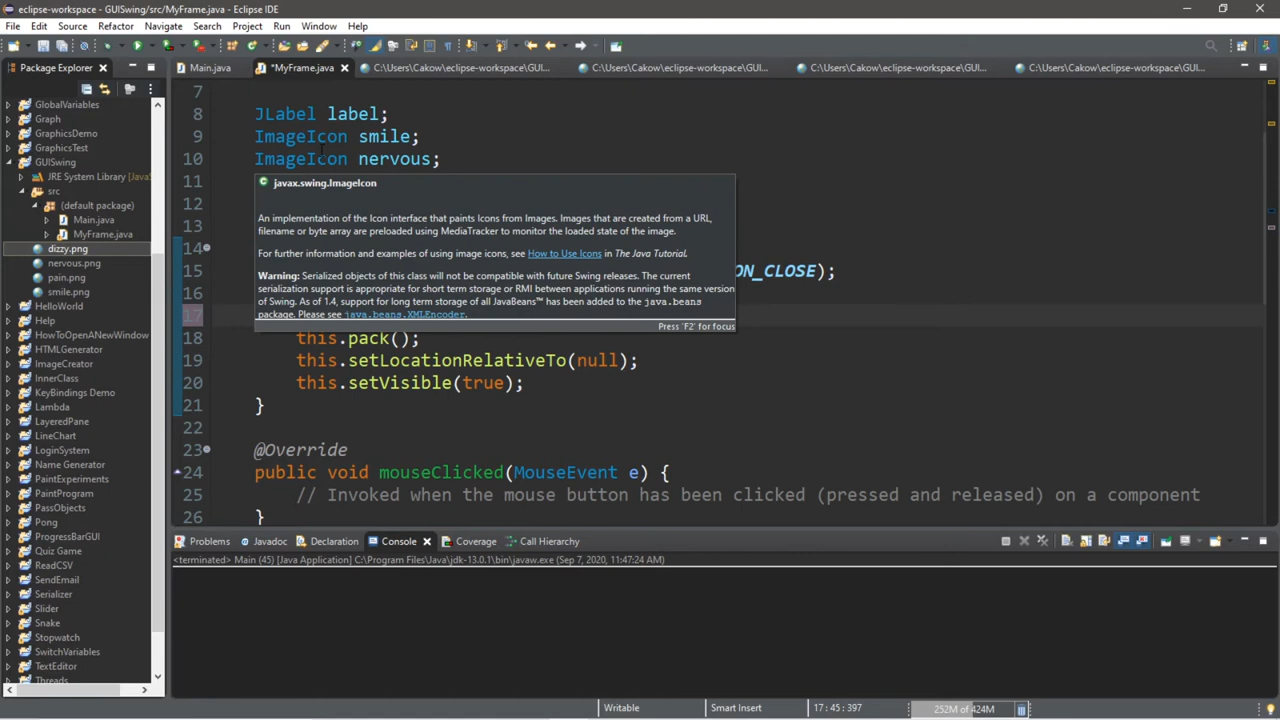 eclipse-workspace - GUISwing/src/MyFrame.java - Eclipse IDE
File Edit Source Refactor Navigate Search Project Run Window Help
Package Explorer
Main.java *MyFrame.java C:\Users\Cakow\eclipse-workspace\GUI... C:\Users\Cakow\eclipse-workspace\GUI... C:\Users\Cakow\eclipse-workspace\GUI... C:\Users\Cakow\eclipse-workspace\GUI...
GlobalVariables
Graph
GraphicsDemo
GraphicsTest
GUISwing
JRE System Library [JavaSE-
src
(default package)
Main.java
MyFrame.java
dizzy.png
nervous.png
pain.png
smile.png
HelloWorld
Help
HowToOpenANewWindow
HTMLGenerator
ImageCreator
InnerClass
KeyBindings Demo
Lambda
LayeredPane
LineChart
LoginSystem
Name Generator
PaintExperiments
PaintProgram
PassObjects
Pong
ProgressBarGUI
Quiz Game
ReadCSV
SendEmail
Serializer
Slider
Snake
Stopwatch
SwitchVariables
TextEditor
Threads
7
8 JLabel label;
9 ImageIcon smile;
10 ImageIcon nervous;
11
12
13
14
15 ON_CLOSE);
16
17
18 this.pack();
19 this.setLocationRelativeTo(null);
20 this.setVisible(true);
21 }
22
23 @Override
24 public void mouseClicked(MouseEvent e) {
25 // Invoked when the mouse button has been clicked (pressed and released) on a component
26 }
javax.swing.ImageIcon
An implementation of the Icon interface that paints Icons from Images. Images that are created from a URL,
filename or byte array are preloaded using MediaTracker to monitor the loaded state of the image.
For further information and examples of using image icons, see How to Use Icons in The Java Tutorial.
Warning: Serialized objects of this class will not be compatible with future Swing releases. The current
serialization support is appropriate for short term storage or RMI between applications running the same version
of Swing. As of 1.4, support for long term storage of all JavaBeans™ has been added to the java.beans
package. Please see java.beans.XMLEncoder.
Press 'F2' for focus
Problems Javadoc Declaration Console Coverage Call Hierarchy
<terminated> Main (45) [Java Application] C:\Program Files\Java\jdk-13.0.1\bin\javaw.exe (Sep 7, 2020, 11:47:24 AM)
Writable Smart Insert 17 : 45 : 397 252M of 424M